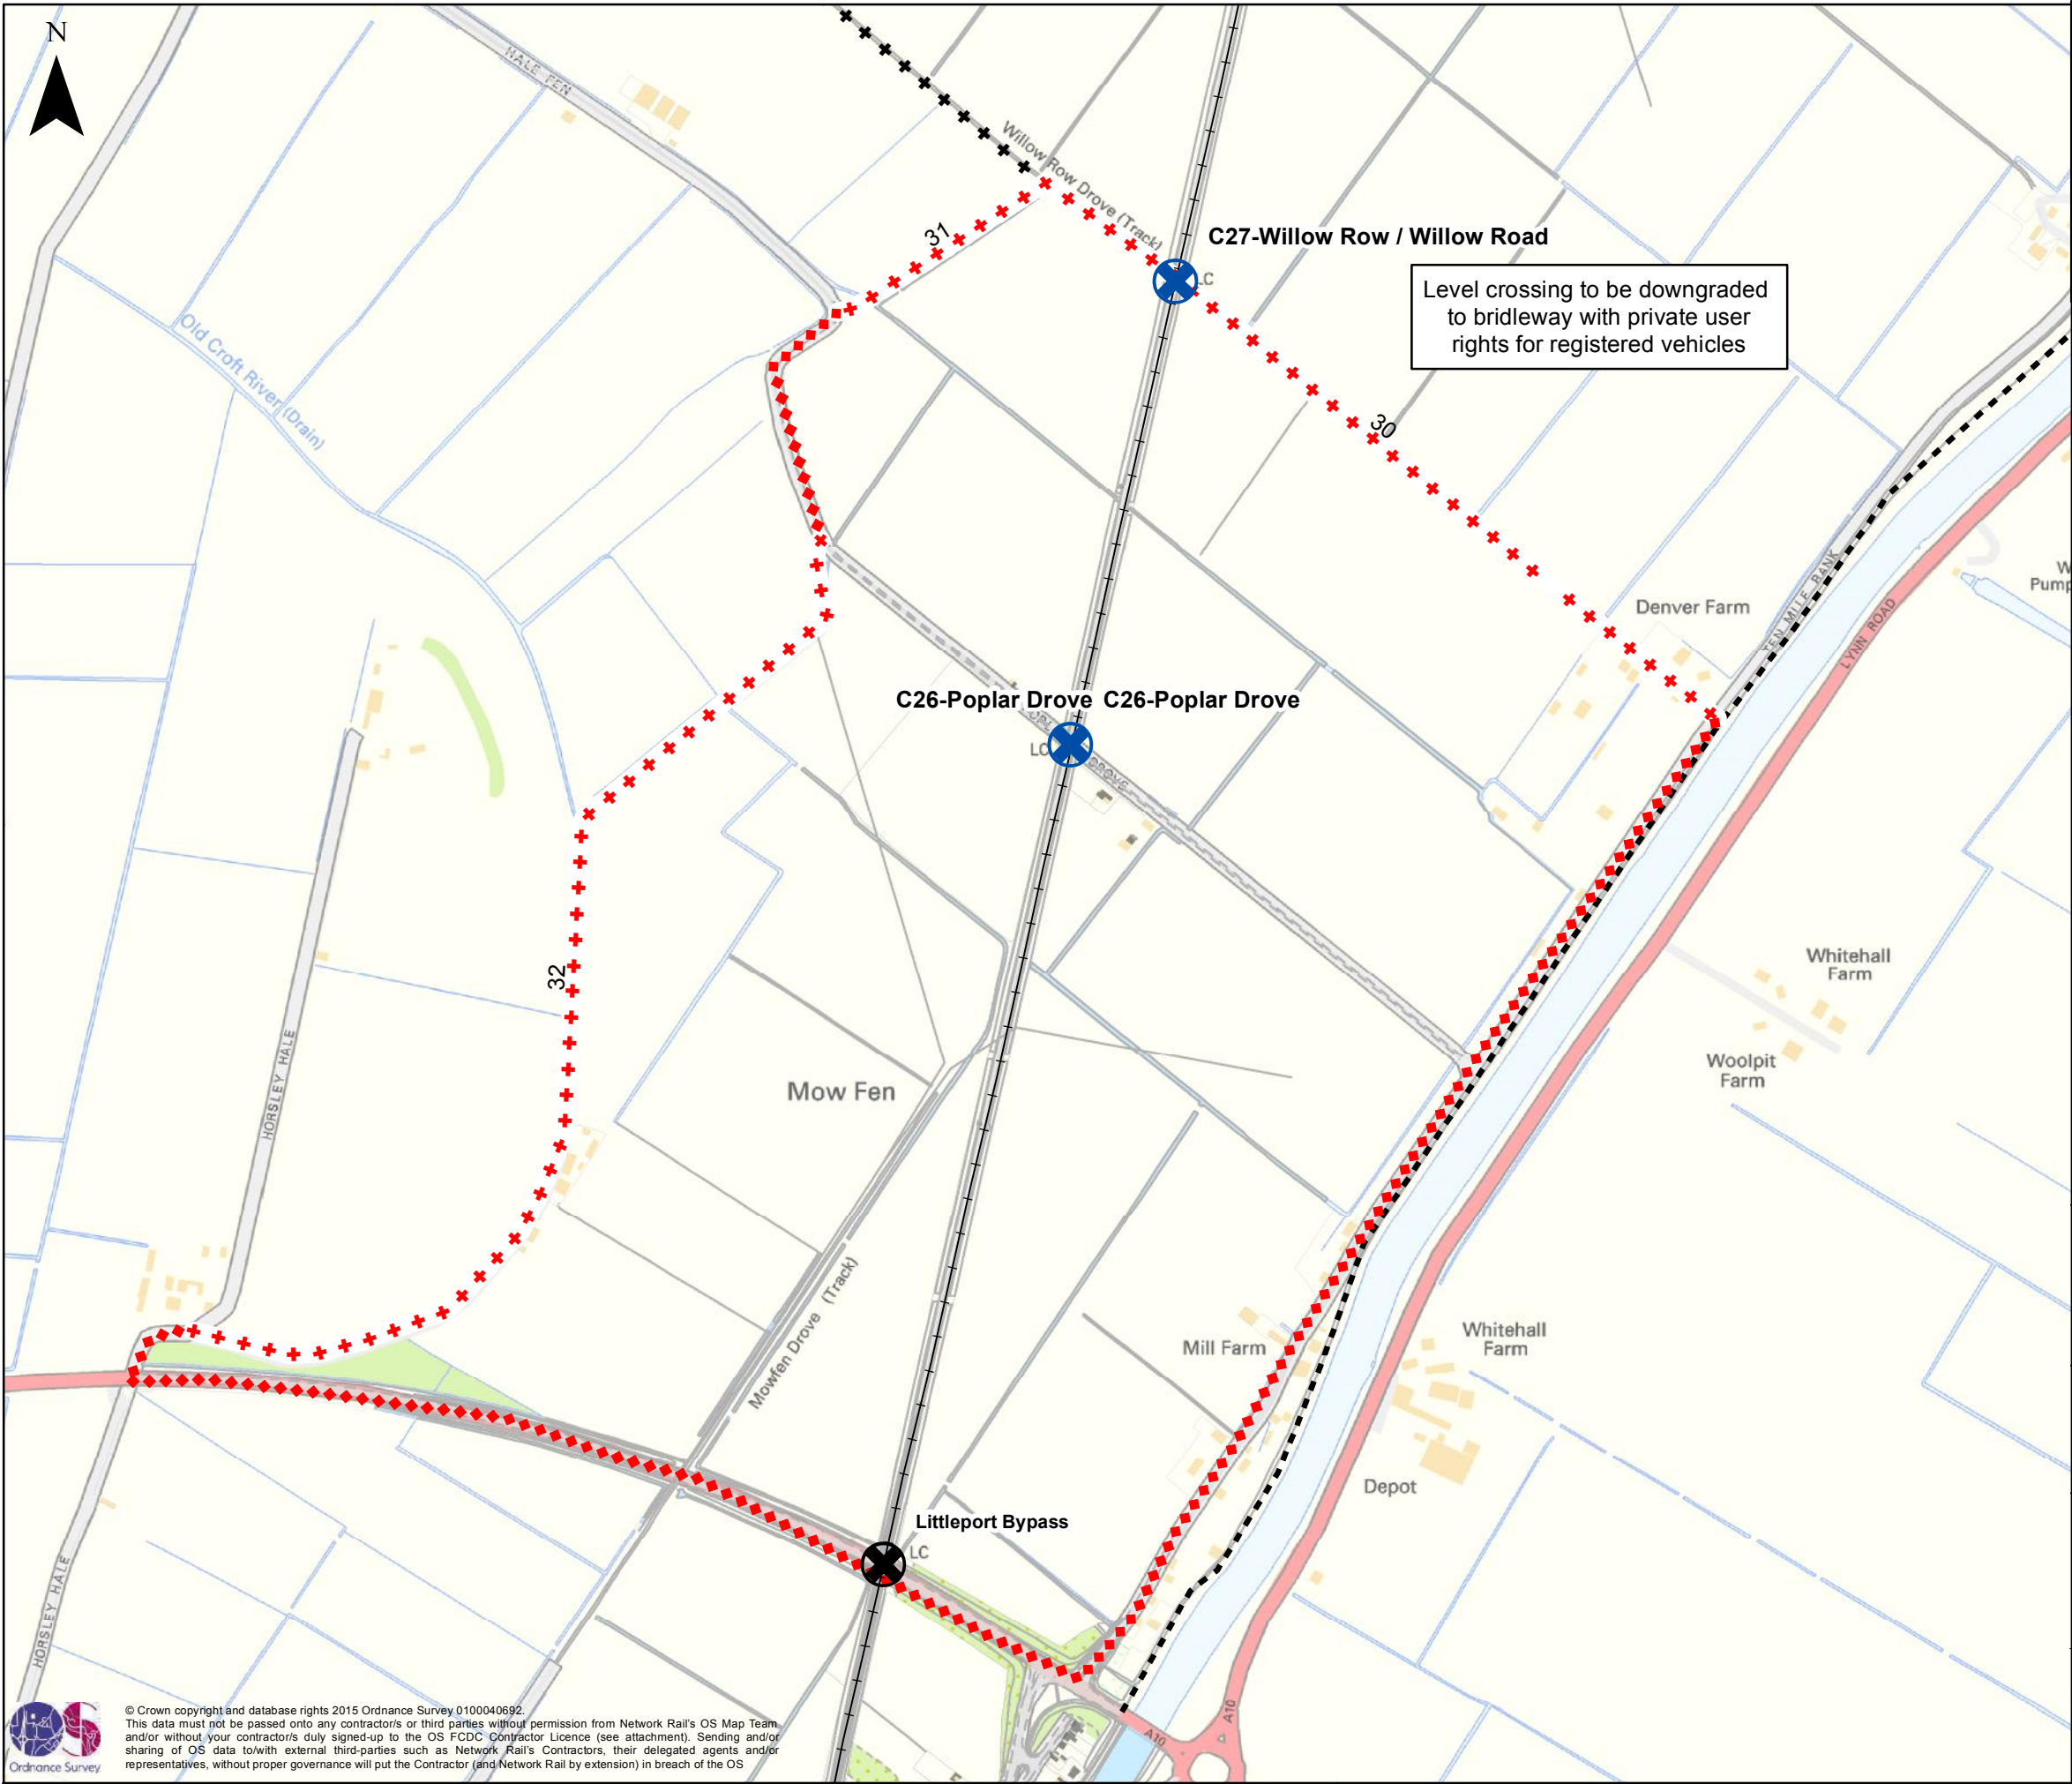 N
HALE FEN
Willow Row Drove (Track)
31
C27-Willow Row / Willow Road
LC
Level crossing to be downgraded
to bridleway with private user
rights for registered vehicles
Old Croft River (Drain)
30
TEN MILE BANK
LYNN ROAD
Denver Farm
C26-Poplar Drove C26-Poplar Drove
LC
DROVE
Whitehall
Farm
Woolpit
Farm
32
HORSLEY HALE
Mow Fen
Mowfen Drove (Track)
Mill Farm
Whitehall
Farm
Depot
Littleport Bypass
LC
HORSLEY HALE
A10
A10
OS
Ordnance Survey
© Crown copyright and database rights 2015 Ordnance Survey 0100040692.
This data must not be passed onto any contractor/s or third parties without permission from Network Rail's OS Map Team
and/or without your contractor/s duly signed-up to the OS FCDC Contractor Licence (see attachment). Sending and/or
sharing of OS data to/with external third-parties such as Network Rail's Contractors, their delegated agents and/or
representatives, without proper governance will put the Contractor (and Network Rail by extension) in breach of the OS